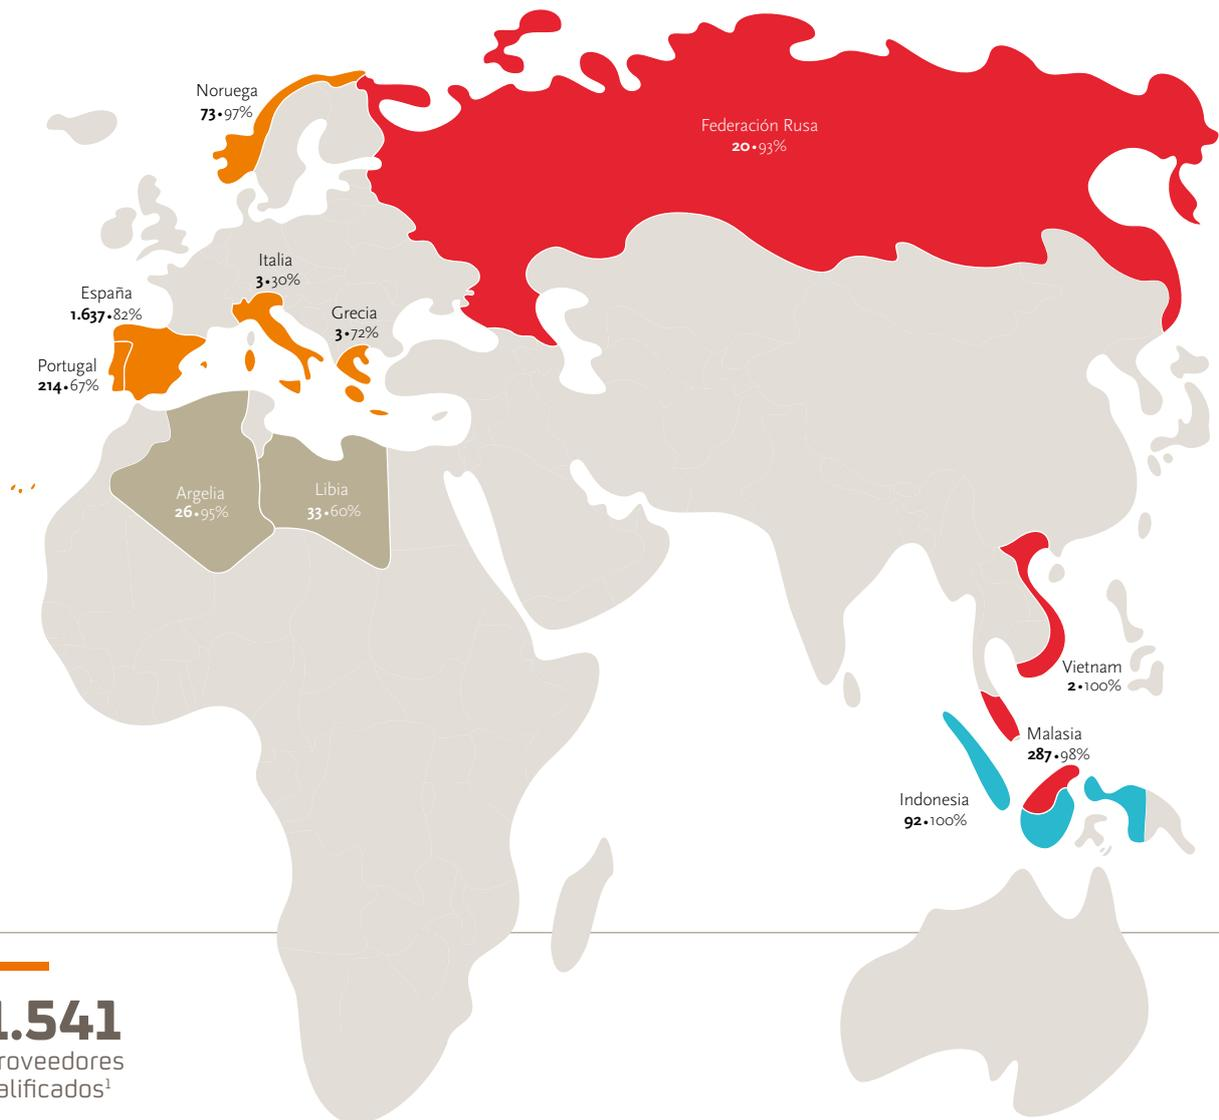 Noruega
73•97%
Federación Rusa
20•93%
Italia
3•30%
España
1.637•82%
Grecia
3•72%
Portugal
214•67%
Argelia
26•95%
Libia
33•60%
Vietnam
2•100%
Malasia
287•98%
Indonesia
92•100%
1.541
roveedores
alificados¹